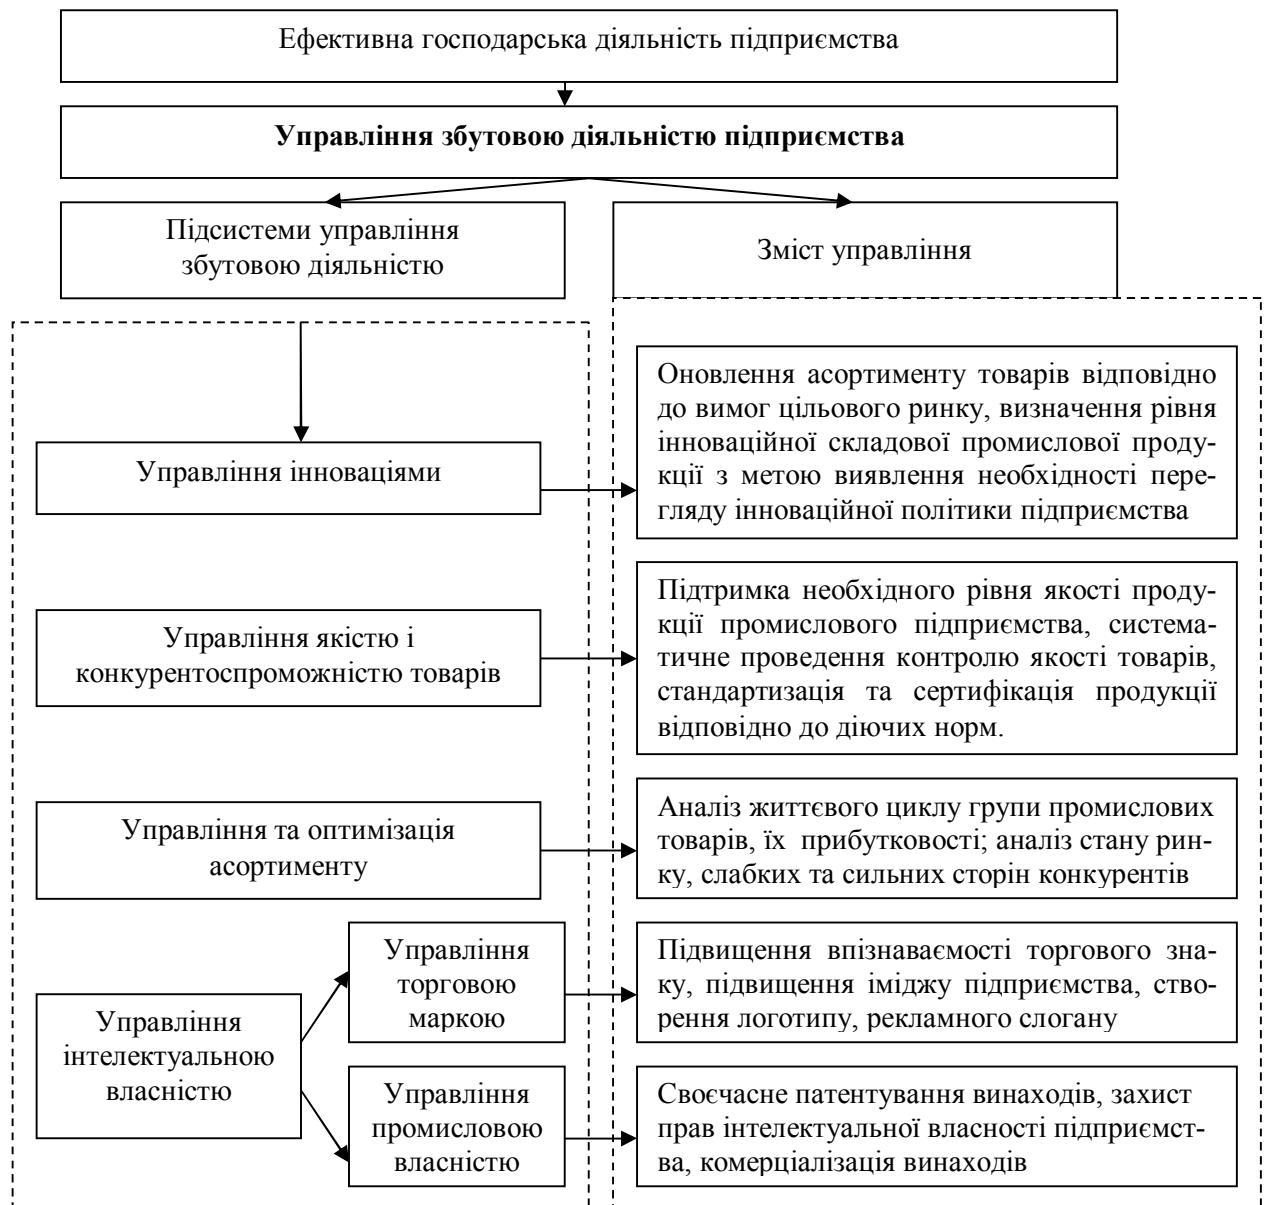 Ефективна господарська діяльність підприємства
Управління збутовою діяльністю підприємства
Підсистеми управління
збутовою діяльністю
Зміст управління
Управління інноваціями
Оновлення асортименту товарів відповідно
до вимог цільового ринку, визначення рівня
інноваційної складової промислової проду-
кції з метою виявлення необхідності пере-
гляду інноваційної політики підприємства
Управління якістю і
конкурентоспроможністю товарів
Підтримка необхідного рівня якості проду-
кції промислового підприємства, система-
тичне проведення контролю якості товарів,
стандартизація та сертифікація продукції
відповідно до діючих норм.
Управління та оптимізація
асортименту
Аналіз життєвого циклу групи промислових
товарів, їх прибутковості; аналіз стану рин-
ку, слабких та сильних сторін конкурентів
Управління
інтелектуальною
власністю
Управління
торговою
маркою
Підвищення впізнаваємості торгового зна-
ку, підвищення іміджу підприємства, ство-
рення логотипу, рекламного слогану
Управління
промисловою
власністю
Своєчасне патентування винаходів, захист
прав інтелектуальної власності підприємст-
ва, комерціалізація винаходів